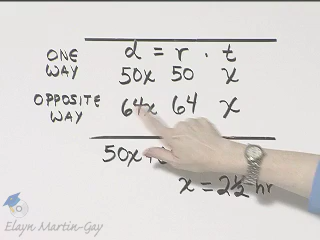 d = r · t
ONE WAY 50x 50 x
OPPOSITE WAY 64x 64 x
50x
x = 2½ hr
Elayn Martin-Gay